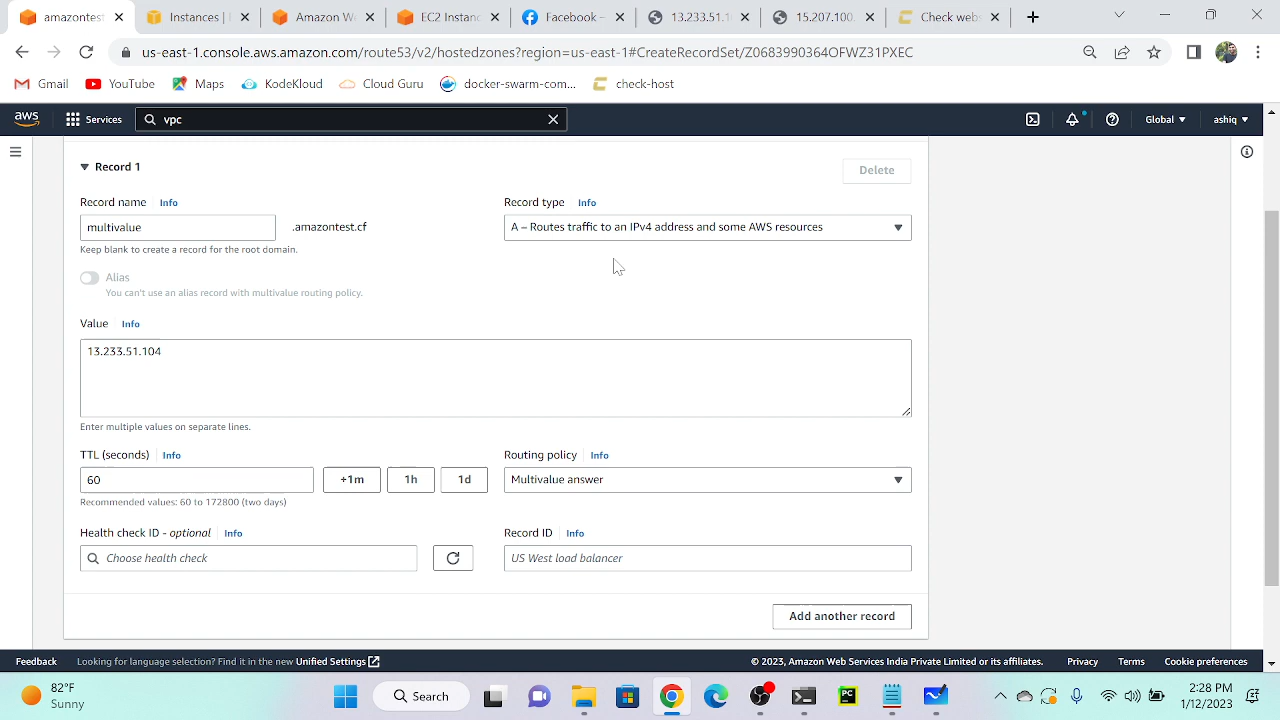 amazontest
Instances |
Amazon W
EC2 Instanc
Facebook –
13.233.51.1
15.207.100.
Check webs
us-east-1.console.aws.amazon.com/route53/v2/hostedzones?region=us-east-1#CreateRecordSet/Z0683990364OFWZ31PXEC
Gmail
YouTube
Maps
KodeKloud
Cloud Guru
docker-swarm-com...
check-host
aws
Services
vpc
Global
ashiq
Record 1
Delete
Record name Info
multivalue
.amazontest.cf
Keep blank to create a record for the root domain.
Record type Info
A – Routes traffic to an IPv4 address and some AWS resources
Alias
You can't use an alias record with multivalue routing policy.
Value Info
13.233.51.104
Enter multiple values on separate lines.
TTL (seconds) Info
60
+1m
1h
1d
Recommended values: 60 to 172800 (two days)
Routing policy Info
Multivalue answer
Health check ID - optional Info
Choose health check
Record ID Info
US West load balancer
Add another record
Feedback
Looking for language selection? Find it in the new Unified Settings
© 2023, Amazon Web Services India Private Limited or its affiliates.
Privacy
Terms
Cookie preferences
82°F
Sunny
Search
PC
2:28 PM
1/12/2023